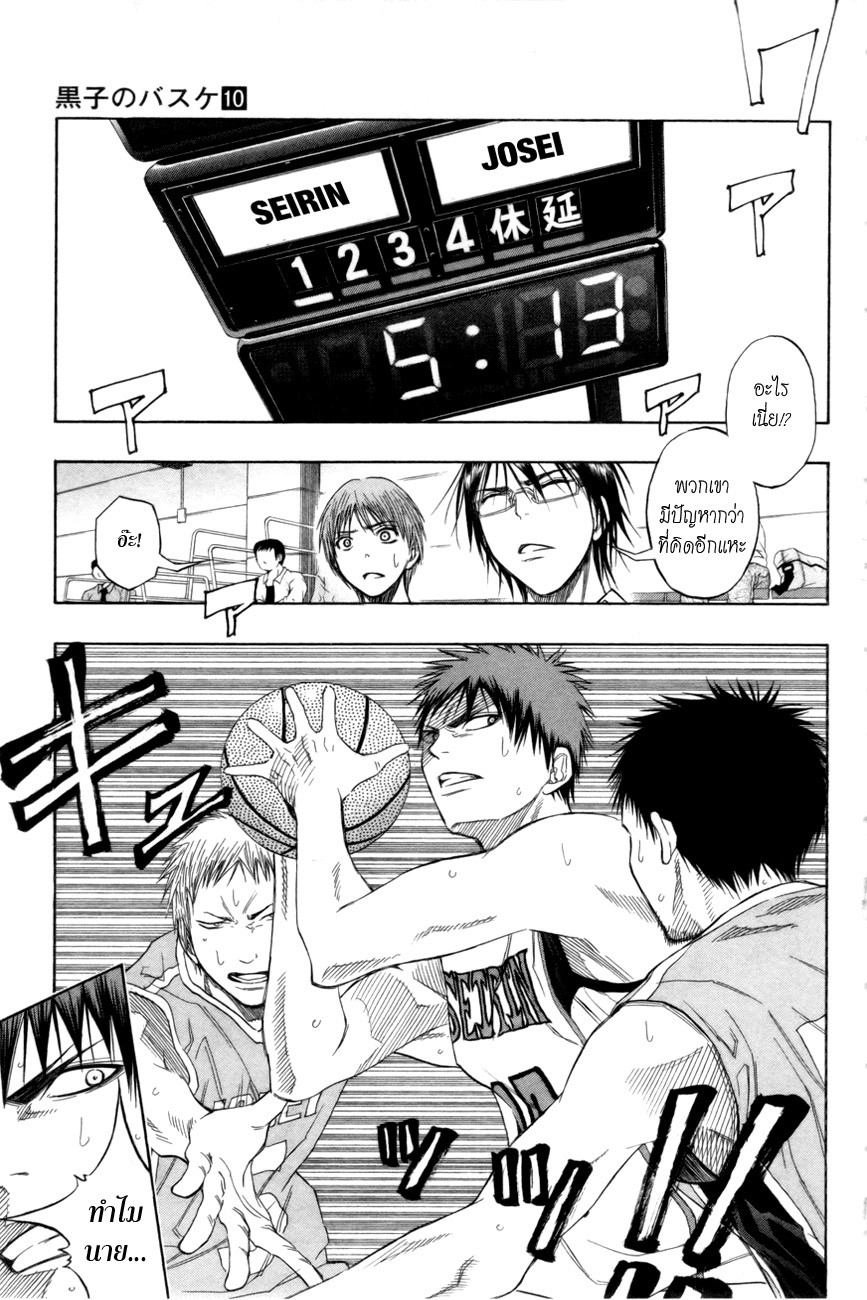 黒子のバスケ10
ワ
ア
SEIRIN
JOSEI
1 2 3 4 休 延
5:13
ア
ア
อะไร
เนี่ย!?
พวกเขา
มีปัญหากว่า
ที่คิดอีกแหะ
อ๊ะ!
ア
キュ
SEIRIN
10
ทำไม
นาย...